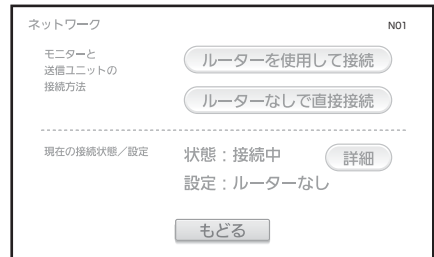 ネットワーク
N01
モニターと
送信ユニットの
接続方法
ルーターを使用して接続
ルーターなしで直接接続
現在の接続状態／設定
状態：接続中
詳細
設定：ルーターなし
もどる